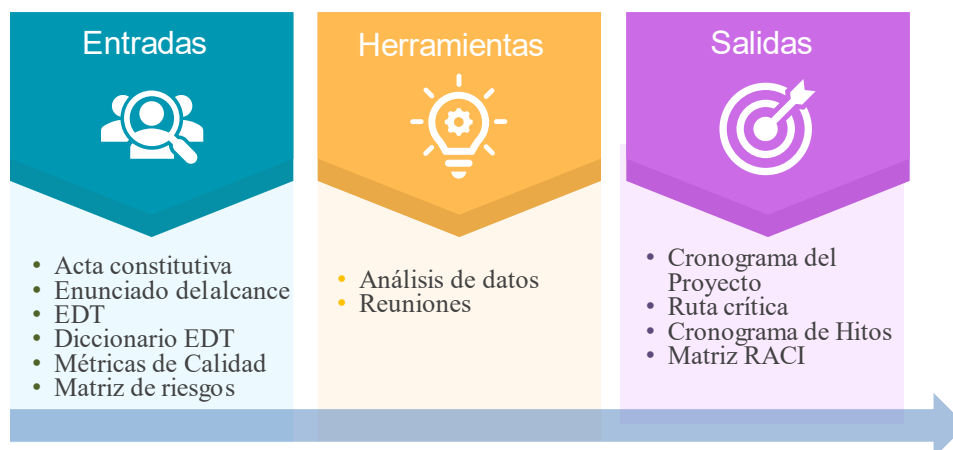 Entradas
• Acta constitutiva
• Enunciado delalcance
• EDT
• Diccionario EDT
• Métricas de Calidad
• Matriz de riesgos
Herramientas
• Análisis de datos
• Reuniones
Salidas
• Cronograma del
Proyecto
• Ruta crítica
• Cronograma de Hitos
• Matriz RACI